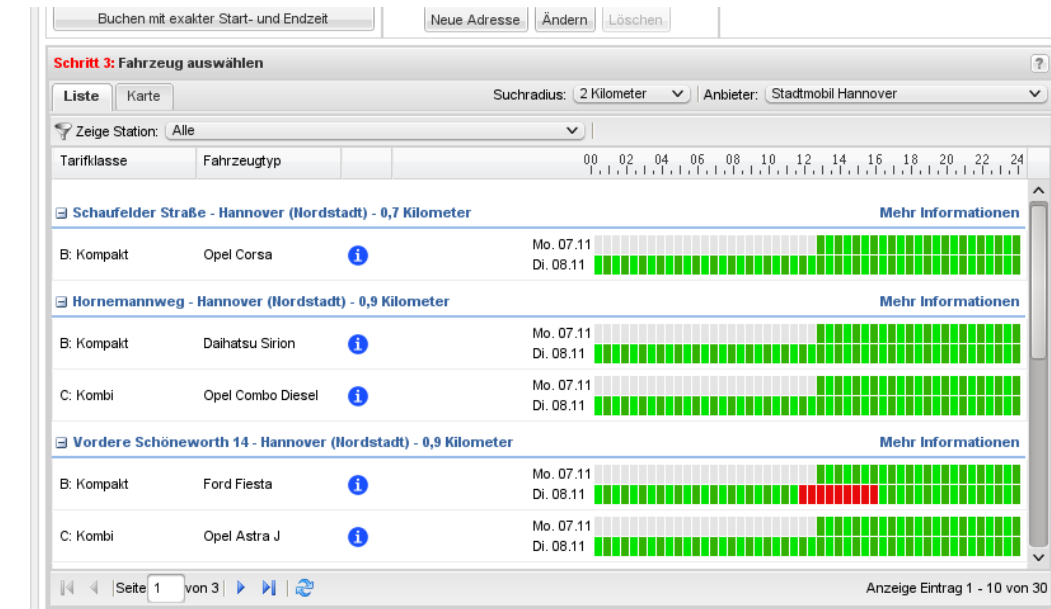 Buchen mit exakter Start- und Endzeit Neue Adresse Ändern Löschen
Schritt 3: Fahrzeug auswählen ?
Liste Karte Suchradius: 2 Kilometer Anbieter: Stadtmobil Hannover
Zeige Station: Alle
Tarifklasse Fahrzeugtyp 00 02 04 06 08 10 12 14 16 18 20 22 24
Schaufelder Straße - Hannover (Nordstadt) - 0,7 Kilometer Mehr Informationen
B: Kompakt Opel Corsa i Mo. 07.11
Di. 08.11
Hornemannweg - Hannover (Nordstadt) - 0,9 Kilometer Mehr Informationen
B: Kompakt Daihatsu Sirion i Mo. 07.11
Di. 08.11
C: Kombi Opel Combo Diesel i Mo. 07.11
Di. 08.11
Vordere Schöneworth 14 - Hannover (Nordstadt) - 0,9 Kilometer Mehr Informationen
B: Kompakt Ford Fiesta i Mo. 07.11
Di. 08.11
C: Kombi Opel Astra J i Mo. 07.11
Di. 08.11
Seite 1 von 3 Anzeige Eintrag 1 - 10 von 30